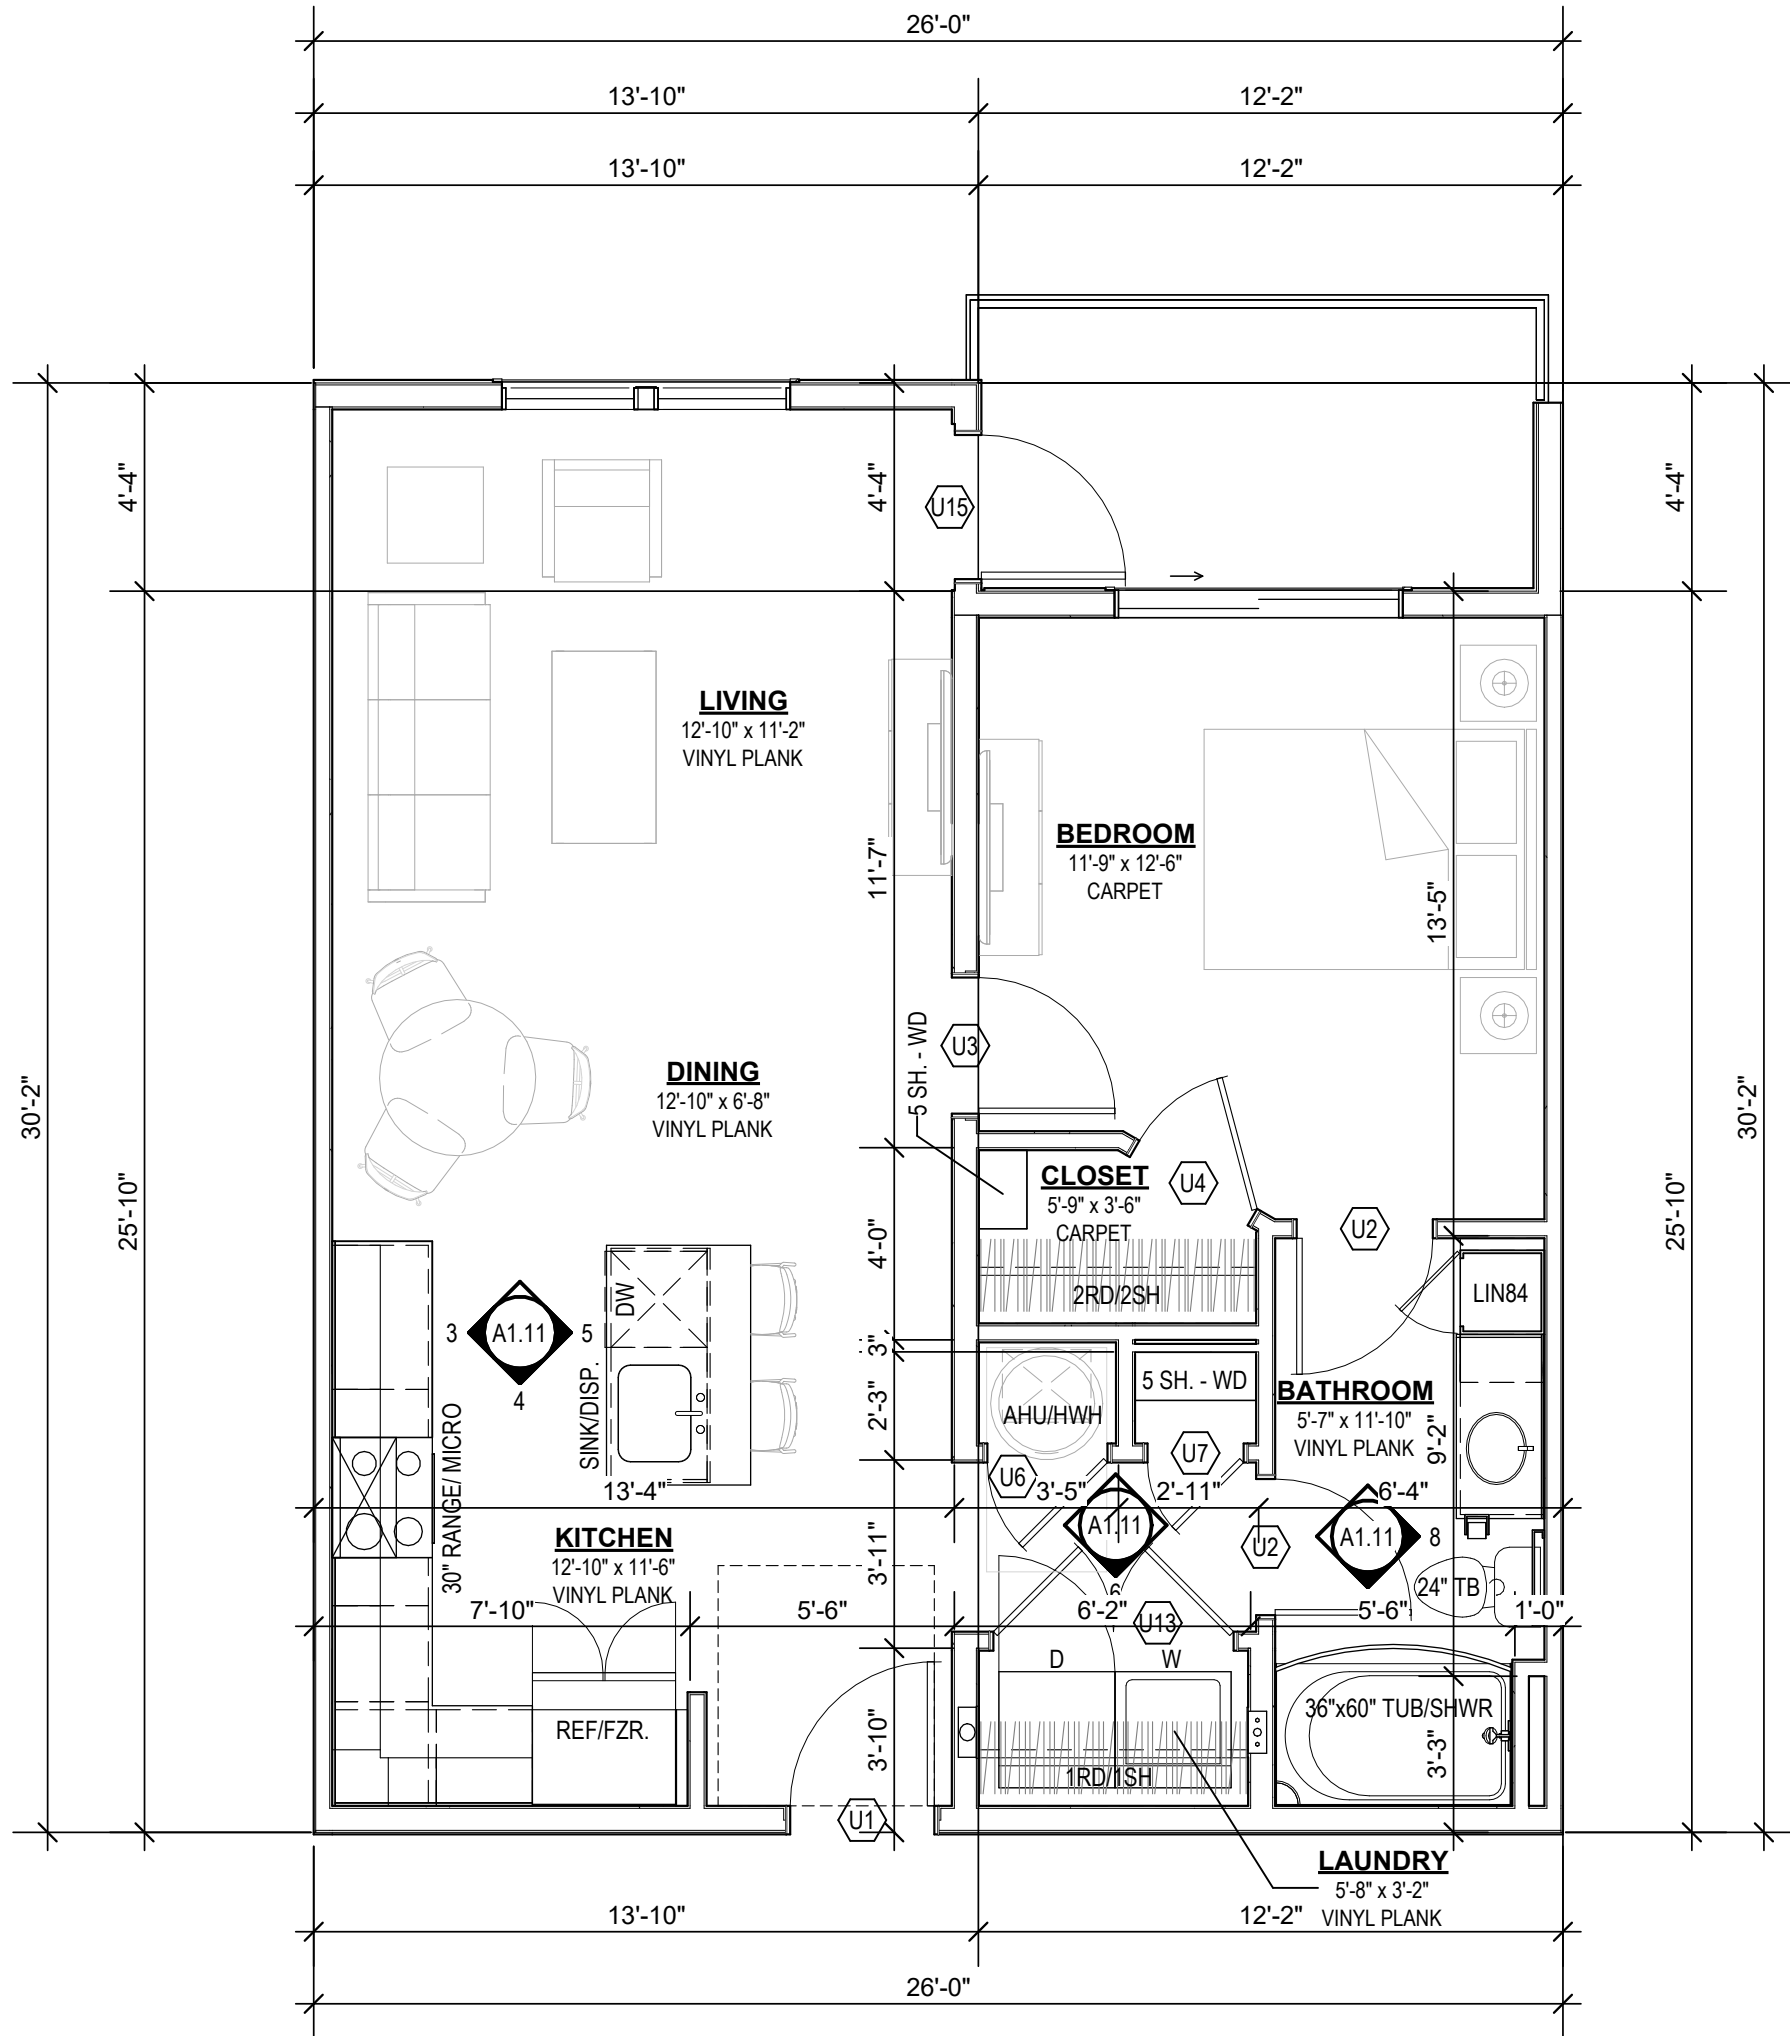 26'-0"
13'-10"
12'-2"
13'-10"
12'-2"
4'-4"
4'-4"
4'-4"
U15
LIVING
12'-10" x 11'-2"
VINYL PLANK
BEDROOM
11'-9" x 12'-6"
CARPET
11'-7"
13'-5"
5 SH. - WD
U3
DINING
12'-10" x 6'-8"
VINYL PLANK
30'-2"
25'-10"
25'-10"
30'-2"
CLOSET
5'-9" x 3'-6"
CARPET
U4
U2
4'-0"
2RD/2SH
LIN84
DW
3
A1.11
5
4
3"
SINK/DISP.
30" RANGE/ MICRO
2'-3"
AHU/HWH
5 SH. - WD
BATHROOM
5'-7" x 11'-10"
VINYL PLANK
9'-2"
U7
U6
13'-4"
3'-5"
2'-11"
6'-4"
A1.11
6
U2
A1.11
8
KITCHEN
12'-10" x 11'-6"
VINYL PLANK
3'-11"
24" TB
7'-10"
5'-6"
6'-2"
5'-6"
1'-0"
U13
D
W
REF/FZR.
3'-10"
36"x60" TUB/SHWR
3'-3"
1RD/1SH
U1
LAUNDRY
5'-8" x 3'-2"
VINYL PLANK
13'-10"
12'-2"
26'-0"